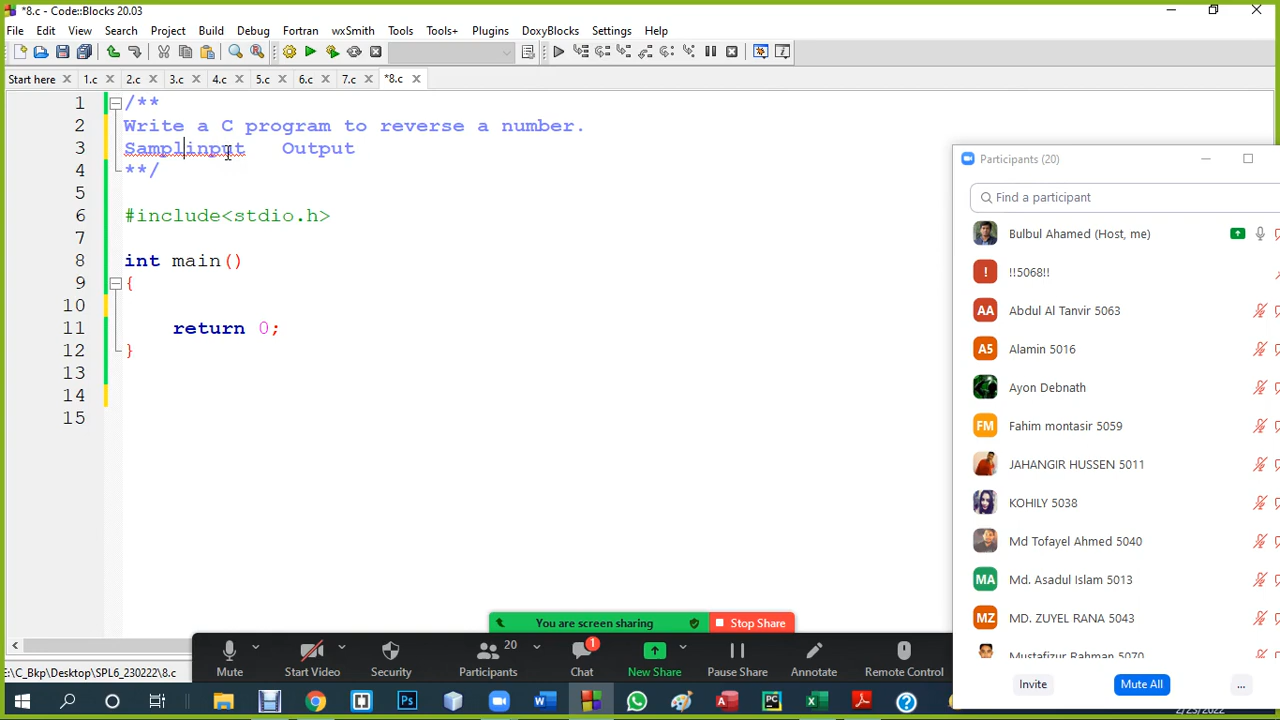 *8.c - Code::Blocks 20.03
File Edit View Search Project Build Debug Fortran wxSmith Tools Tools+ Plugins DoxyBlocks Settings Help
Start here 1.c 2.c 3.c 4.c 5.c 6.c 7.c *8.c
1 /**
2 Write a C program to reverse a number.
3 Samplinput Output
4 **/
5
6 #include<stdio.h>
7
8 int main()
9 {
10
11 return 0;
12 }
13
14
15
Participants (20)
Find a participant
Bulbul Ahamed (Host, me)
! !!5068!!
AA Abdul Al Tanvir 5063
A5 Alamin 5016
Ayon Debnath
FM Fahim montasir 5059
JAHANGIR HUSSEN 5011
KOHILY 5038
Md Tofayel Ahmed 5040
MA Md. Asadul Islam 5013
MZ MD. ZUYEL RANA 5043
Mustafizur Rahman 5070
Invite Mute All ...
You are screen sharing Stop Share
20 1
Mute Start Video Security Participants Chat New Share Pause Share Annotate Remote Control
E:\C_Bkp\Desktop\SPL6_230222\8.c
2/23/2022